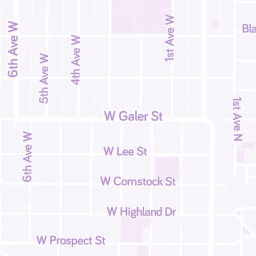 6th Ave W
5th Ave W
4th Ave W
1st Ave W
W Galer St
1st Ave N
6th Ave W
W Lee St
W Comstock St
W Highland Dr
W Prospect St